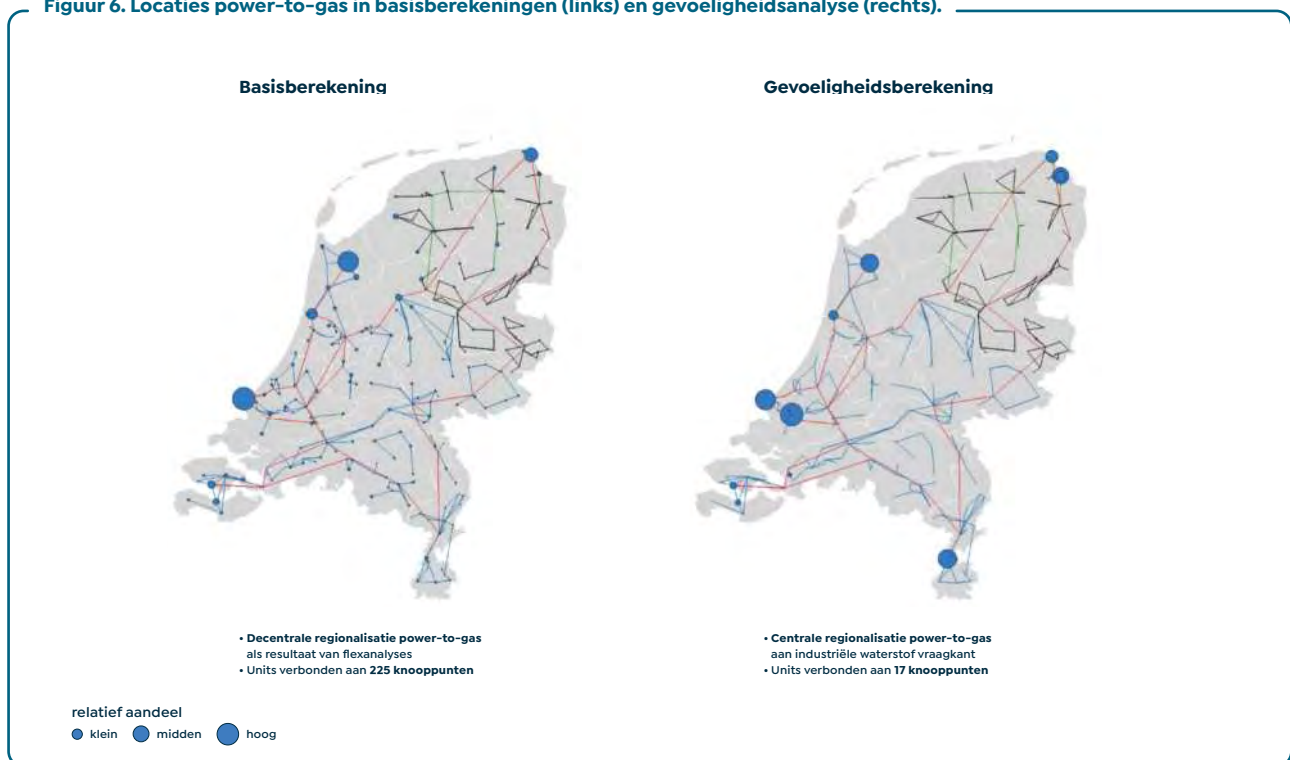 Figuur 6. Locaties power-to-gas in basisberekeningen (links) en gevoeligheidsanalyse (rechts).
Basisberekening
• Decentrale regionalisatie power-to-gas
als resultaat van flexanalyses
• Units verbonden aan 225 knooppunten
Gevoeligheidsberekening
• Centrale regionalisatie power-to-gas
aan industriële waterstof vraagkant
• Units verbonden aan 17 knooppunten
relatief aandeel
klein midden hoog